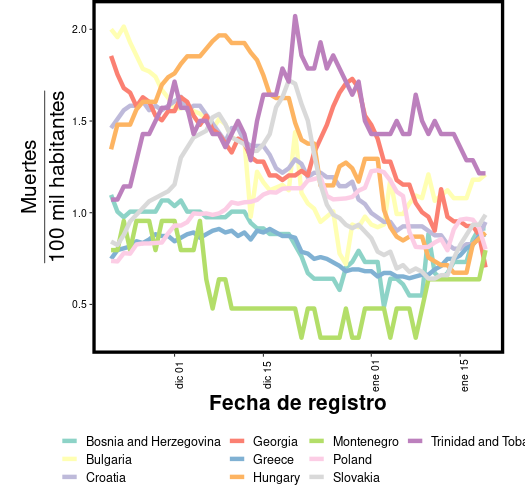 2.0
1.5
1.0
0.5
Muertes
100 mil habitantes
dic 01
dic 15
ene 01
ene 15
Fecha de registro
Bosnia and Herzegovina Georgia Montenegro Trinidad and Toba
Bulgaria Greece Poland
Croatia Hungary Slovakia